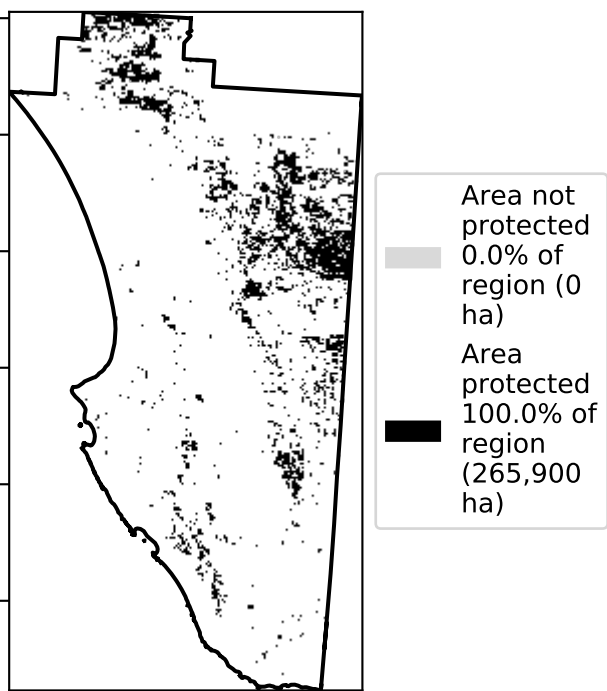 Area not
protected
0.0% of
region (0
ha)
Area
protected
100.0% of
region
(265,900
ha)